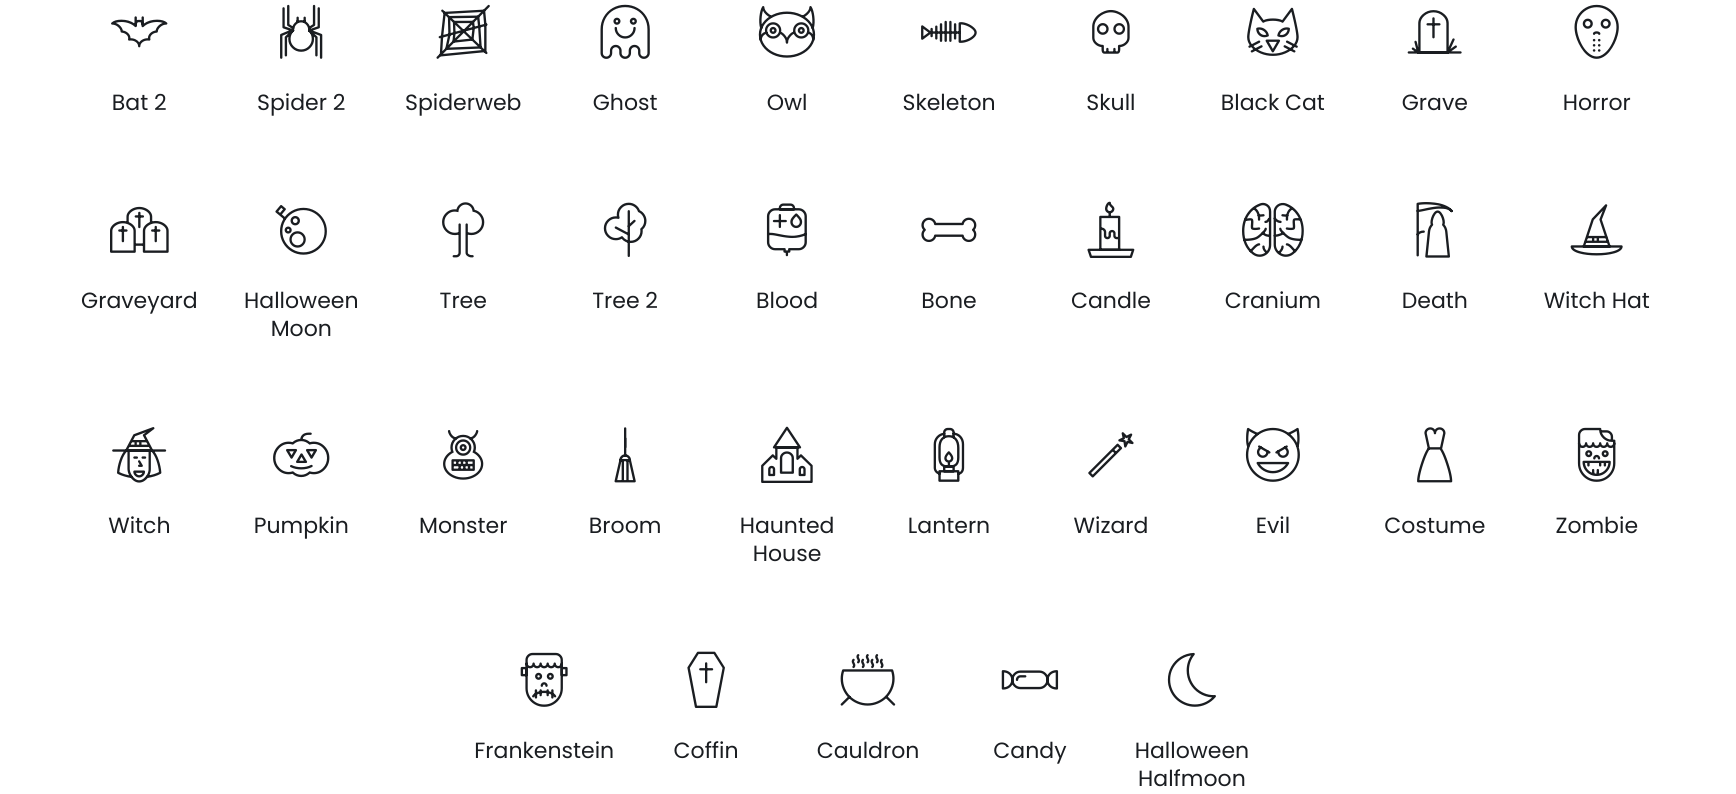 Bat 2 Spider 2 Spiderweb Ghost Owl Skeleton Skull Black Cat Grave Horror
Graveyard Halloween Moon Tree Tree 2 Blood Bone Candle Cranium Death Witch Hat
Witch Pumpkin Monster Broom Haunted House Lantern Wizard Evil Costume Zombie
Frankenstein Coffin Cauldron Candy Halloween Halfmoon